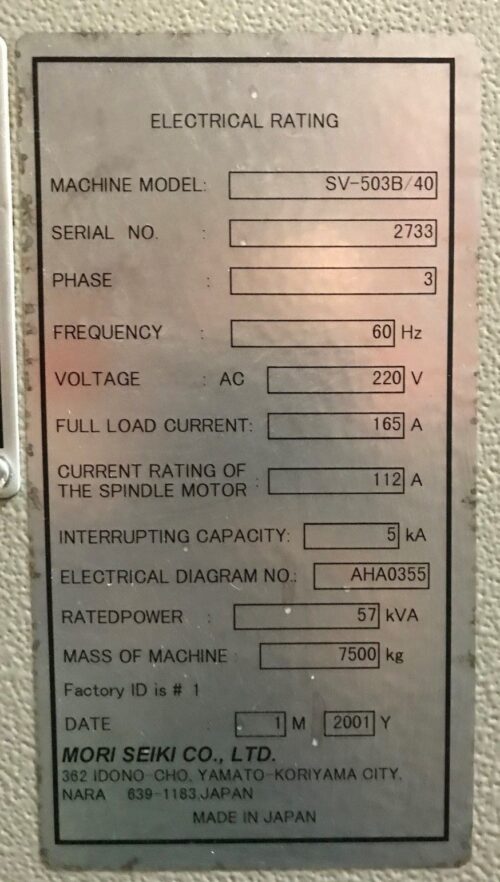 ELECTRICAL RATING
MACHINE MODEL: SV-503B/40
SERIAL NO. : 2733
PHASE : 3
FREQUENCY : 60 Hz
VOLTAGE : AC 220 V
FULL LOAD CURRENT: 165 A
CURRENT RATING OF
THE SPINDLE MOTOR : 112 A
INTERRUPTING CAPACITY: 5 kA
ELECTRICAL DIAGRAM NO.: AHA0355
RATEDPOWER : 57 kVA
MASS OF MACHINE : 7500 kg
Factory ID is # 1
DATE : 1 M 2001 Y
MORI SEIKI CO., LTD.
362 IDONO-CHO, YAMATO-KORIYAMA CITY,
NARA 639-1183,JAPAN
MADE IN JAPAN